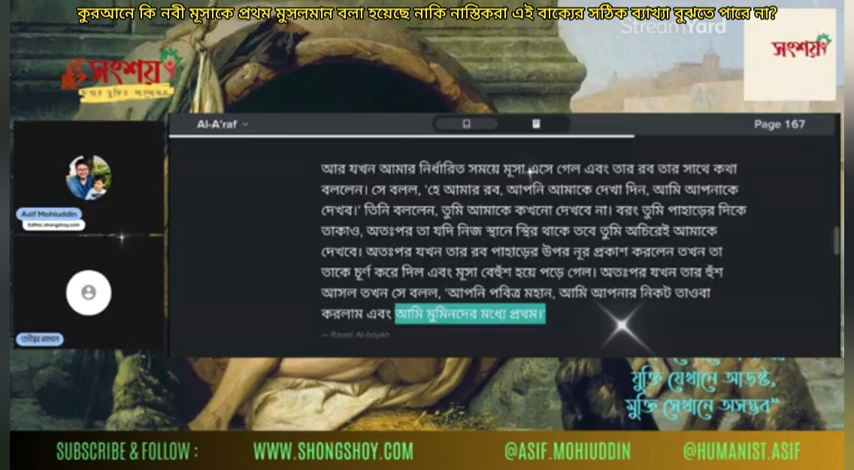 কুরআনে কি নবী মূসাকে প্রথম মুসলমান বলা হয়েছে নাকি নাস্তিকরা এই বাক্যের সঠিক ব্যাখ্যা বুঝতে পারে না?
StreamYard
সংশয়
সংশয়
Al-A'raf
Page 167
আর যখন আমার নির্ধারিত সময়ে মূসা এসে গেল এবং তার রব তার সাথে কথা
বললেন। সে বলল, 'হে আমার রব, আপনি আমাকে দেখা দিন, আমি আপনাকে
দেখব।' তিনি বললেন, তুমি আমাকে কখনো দেখবে না। বরং তুমি পাহাড়ের দিকে
তাকাও, অতঃপর তা যদি নিজ স্থানে স্থির থাকে তবে তুমি অচিরেই আমাকে
দেখবে। অতঃপর যখন তার রব পাহাড়ের উপর নূর প্রকাশ করলেন তখন তা
তাকে চূর্ণ করে দিল এবং মূসা বেহুঁশ হয়ে পড়ে গেল। অতঃপর যখন তার হুঁশ
আসল তখন সে বলল, 'আপনি পবিত্র মহান, আমি আপনার নিকট তাওবা
করলাম এবং আমি মুমিনদের মধ্যে প্রথম।'
— Rawai Al-bayan
Asif Mohiuddin
Editor, shongshoy.com
যুক্তি যেখানে আড়ষ্ট,
মুক্তি সেখানে অসম্ভব"
SUBSCRIBE & FOLLOW :
WWW.SHONGSHOY.COM
@ASIF.MOHIUDDIN
@HUMANIST.ASIF